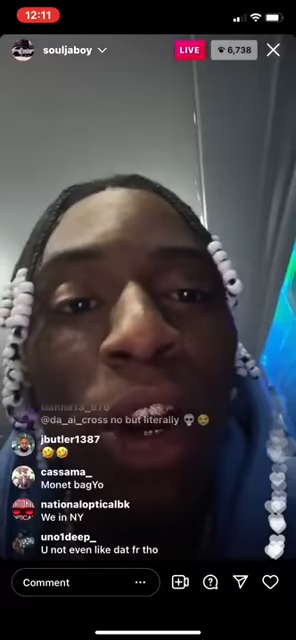 12:11
souljaboy
LIVE
6,738
@da_ai_cross no but literally 💀😭
jbutler1387
🤣🤣
cassama_
Monet bagYo
nationalopticalbk
We in NY
uno1deep_
U not even like dat fr tho
Comment